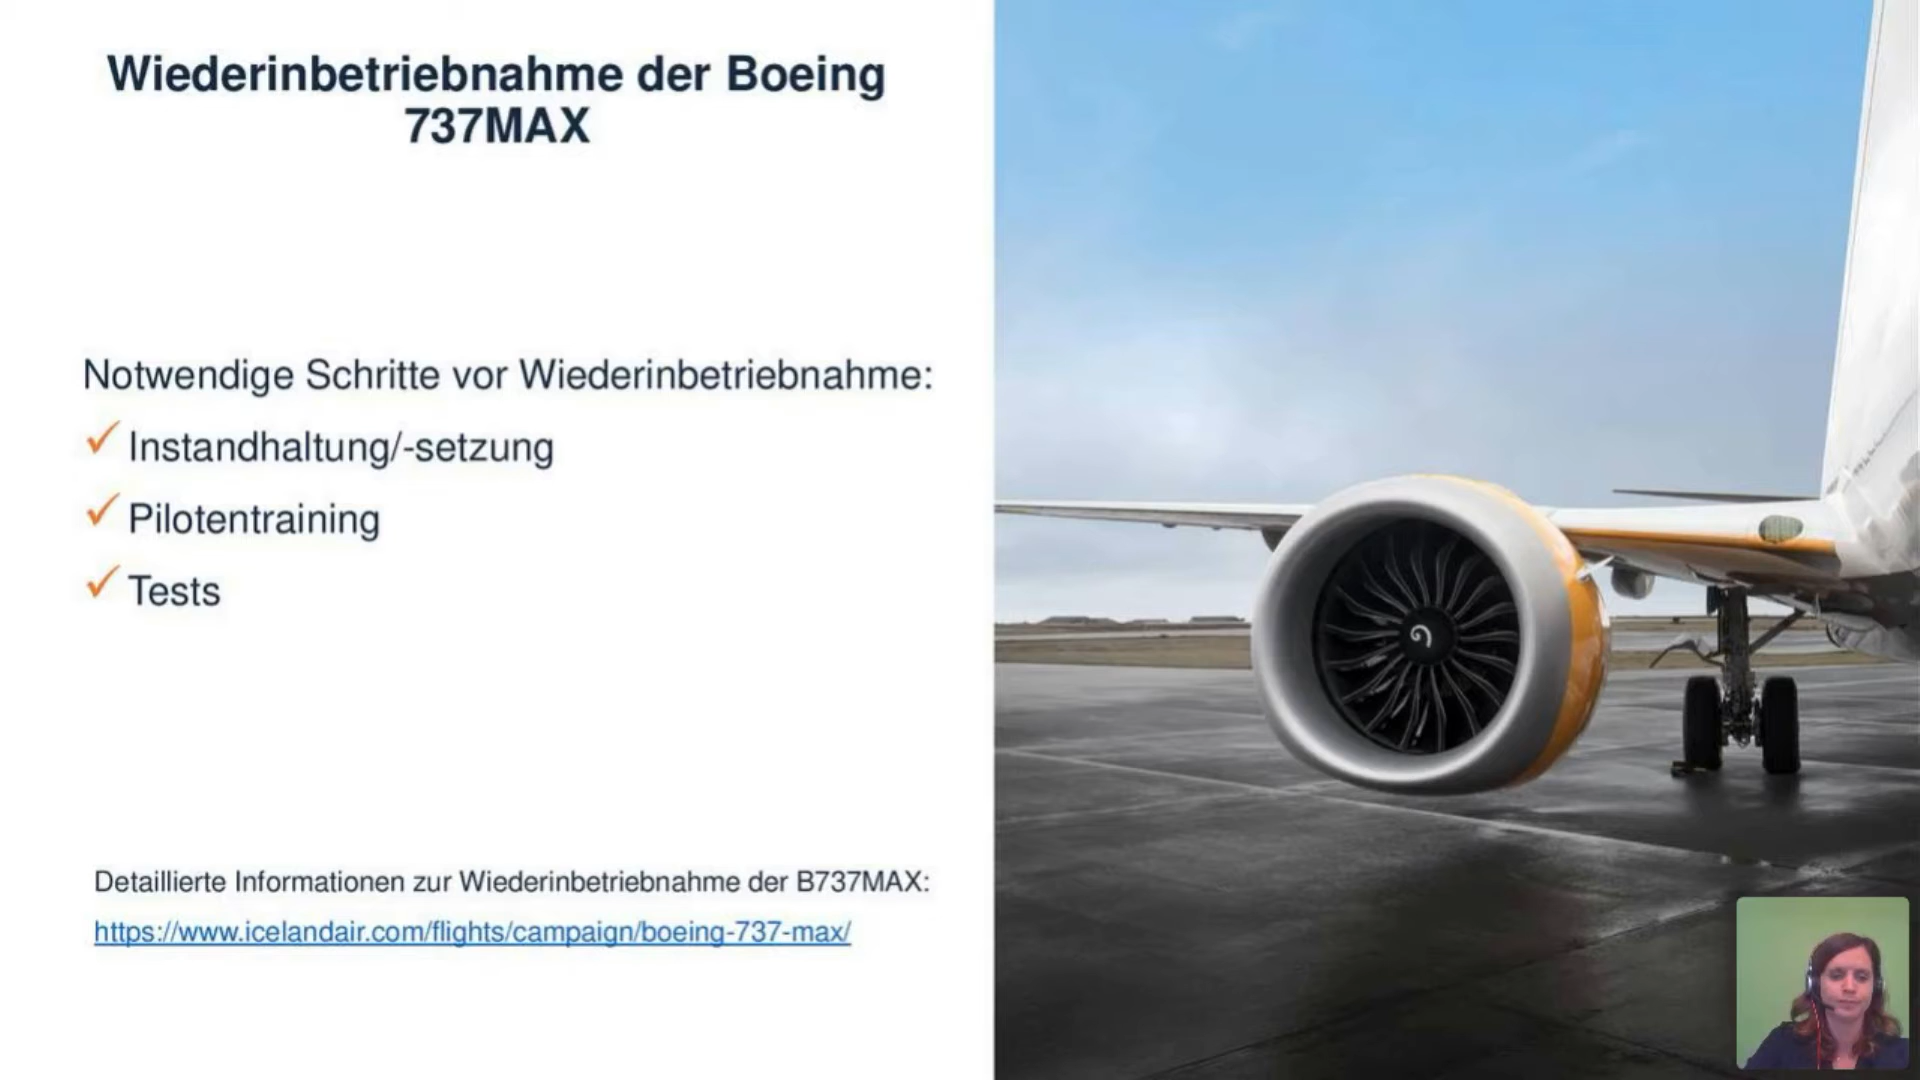 Wiederinbetriebnahme der Boeing
737MAX
Notwendige Schritte vor Wiederinbetriebnahme:
✓ Instandhaltung/-setzung
✓ Pilotentraining
✓ Tests
Detaillierte Informationen zur Wiederinbetriebnahme der B737MAX:
https://www.icelandair.com/flights/campaign/boeing-737-max/